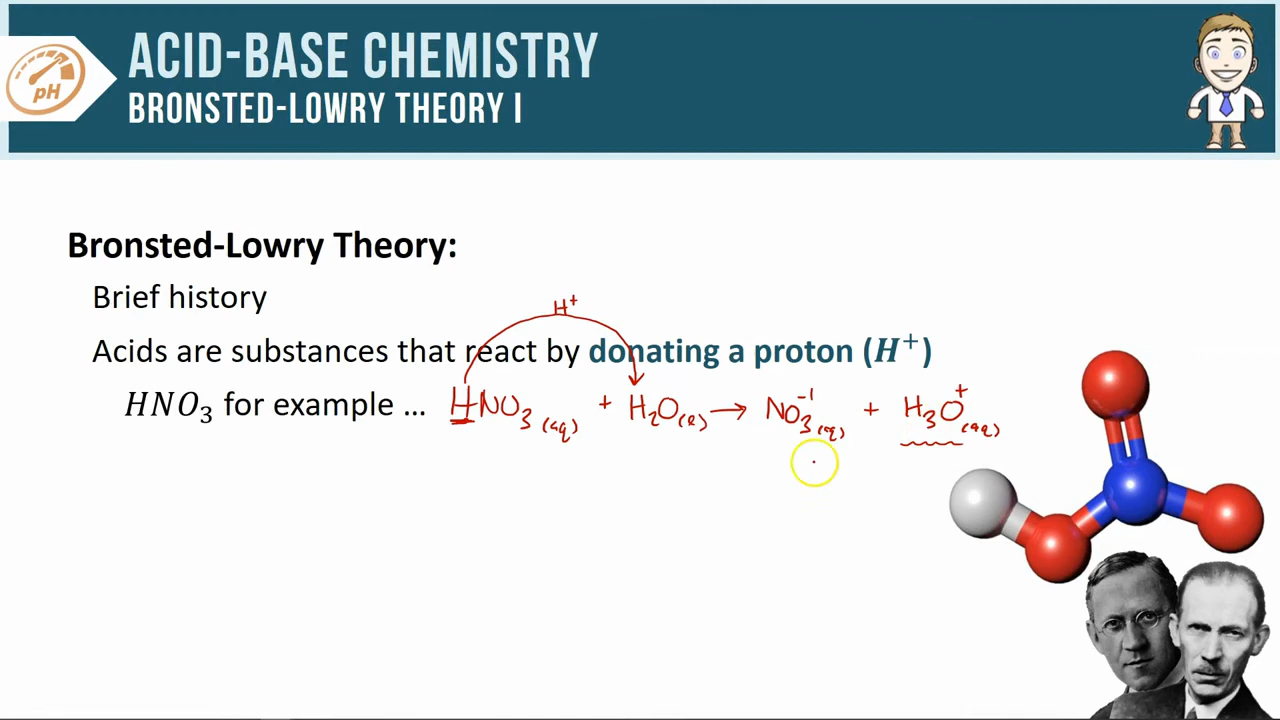 ACID-BASE CHEMISTRY
pH
BRONSTED-LOWRY THEORY I
Bronsted-Lowry Theory:
Brief history
H⁺
Acids are substances that react by donating a proton (H⁺)
HNO₃ for example ... HNO₃(aq) + H₂O(l) → NO₃⁻¹(aq) + H₃O⁺(aq)